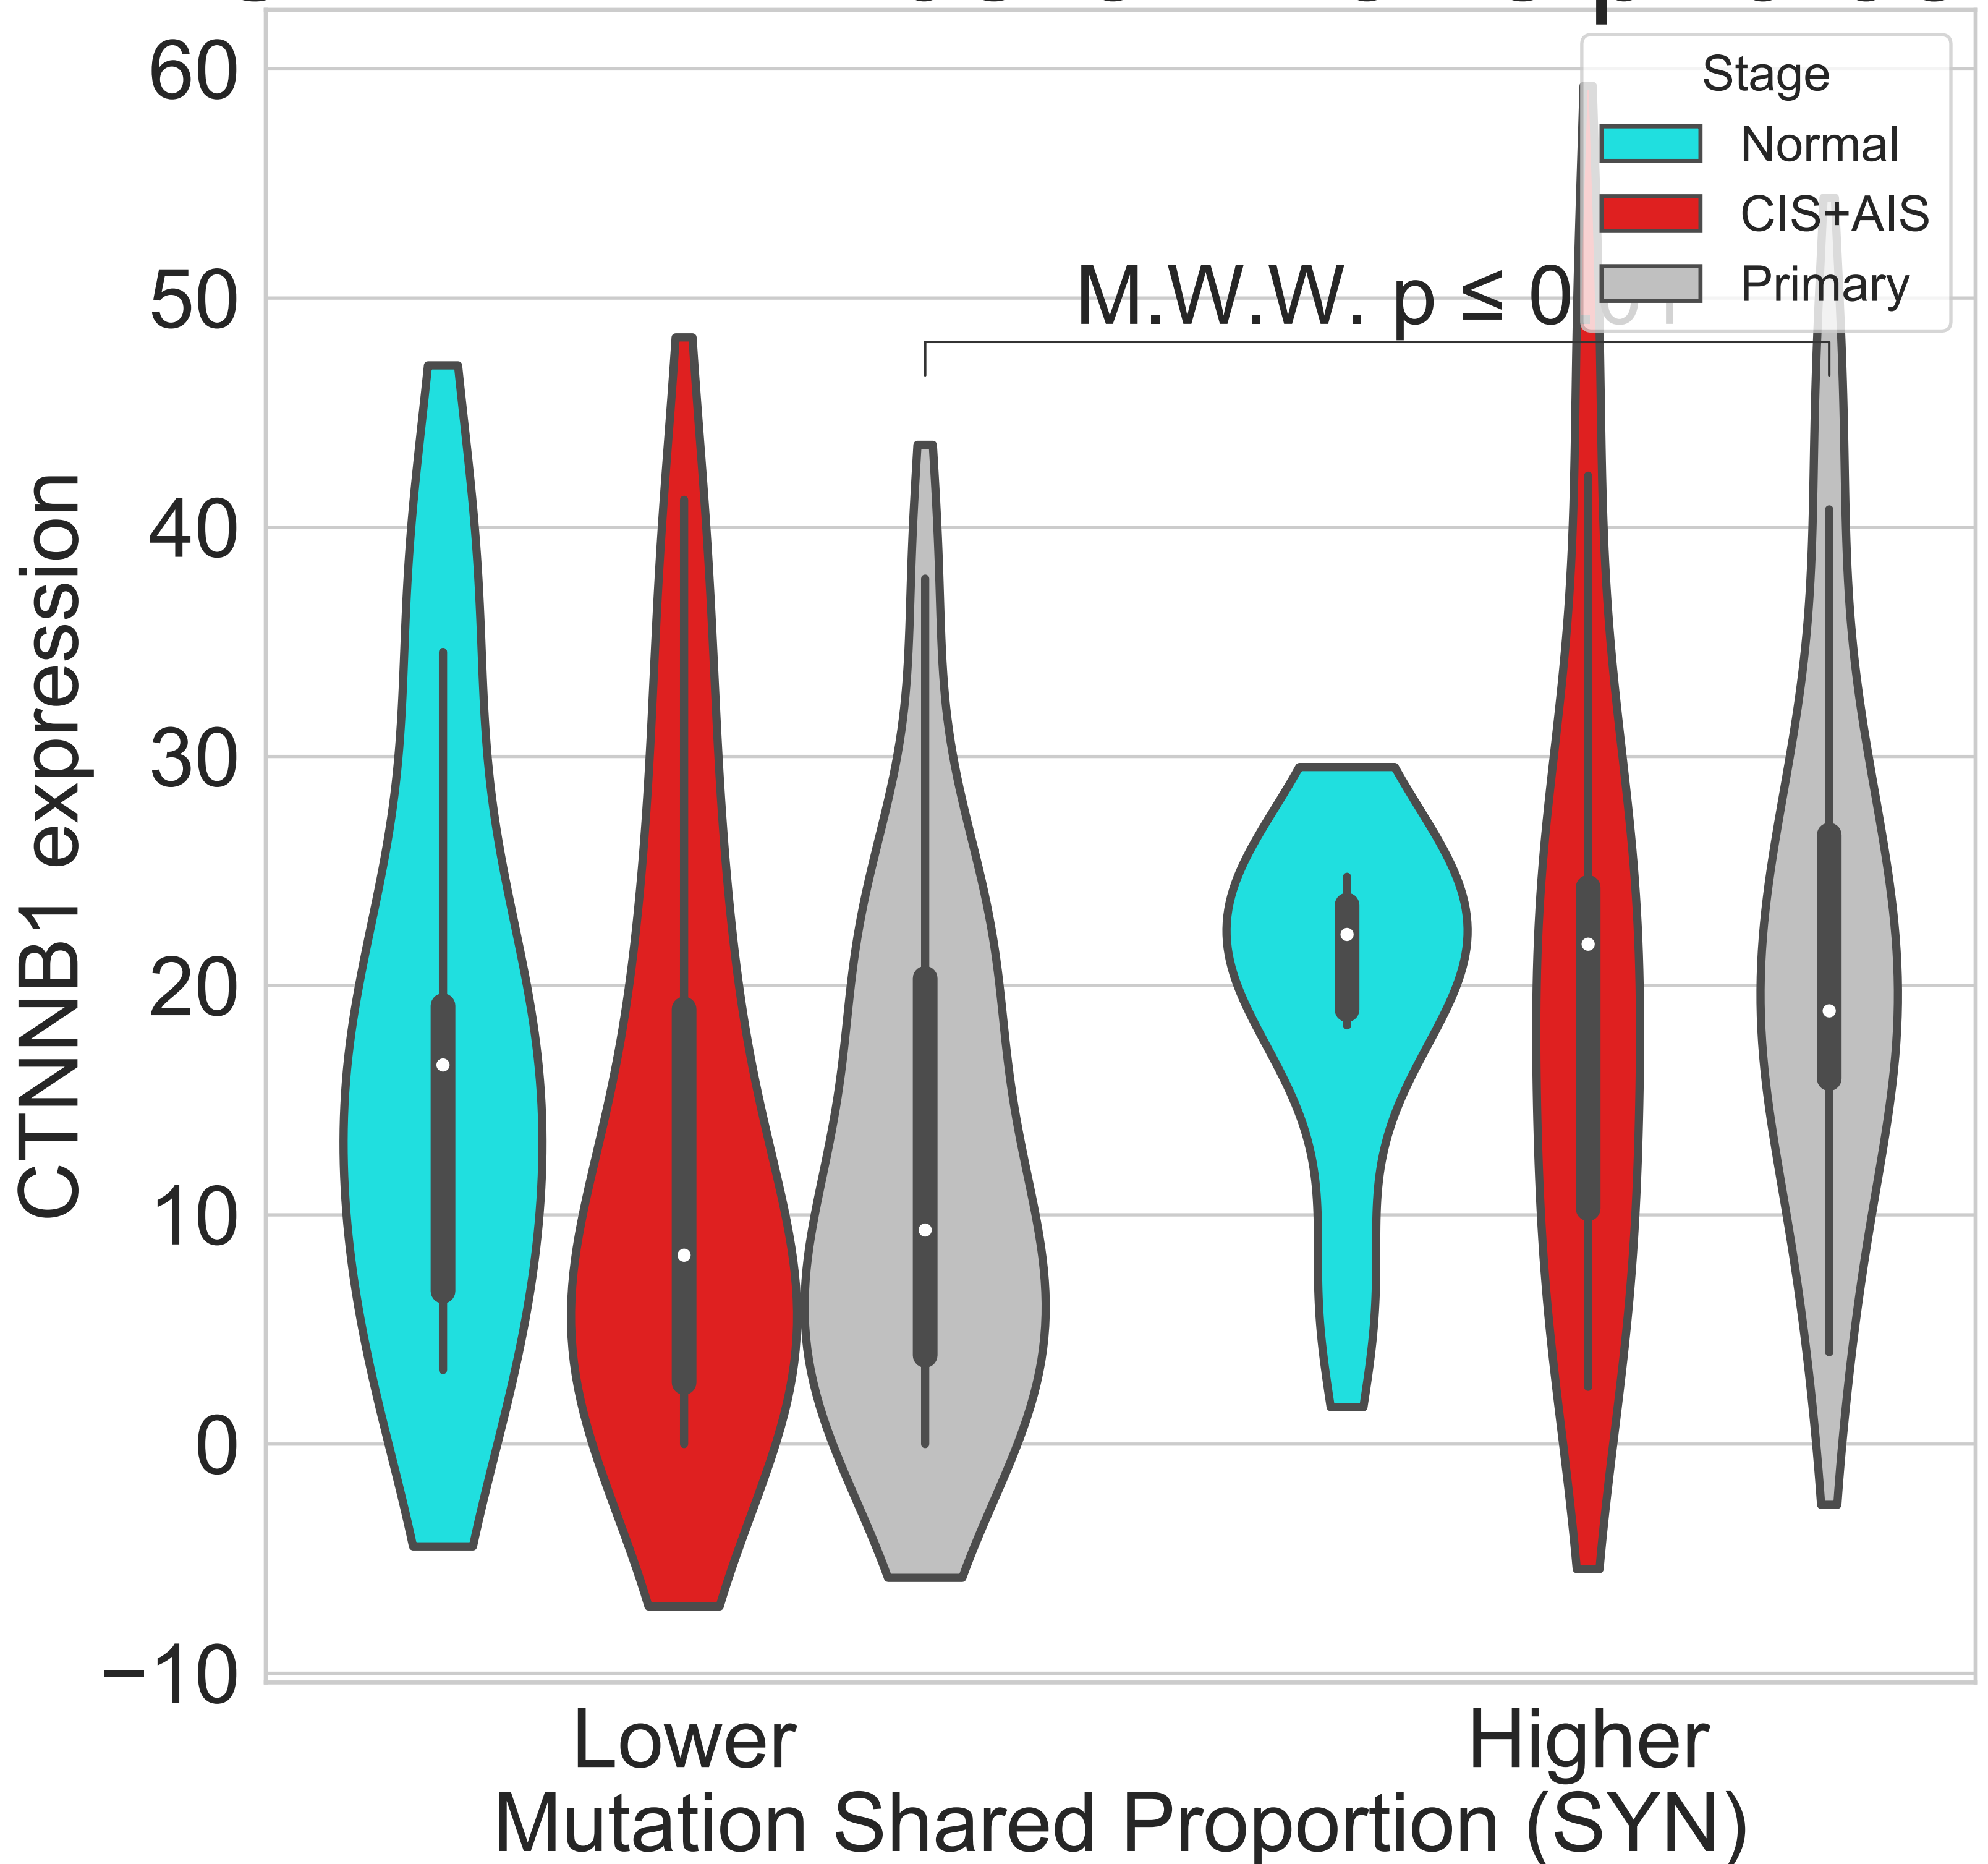 60
50
40
30
20
10
0
−10
CTNNB1 expression
Stage
Normal
CIS+AIS
Primary
M.W.W. p ≤ 0.01
Lower
Higher
Mutation Shared Proportion (SYN)